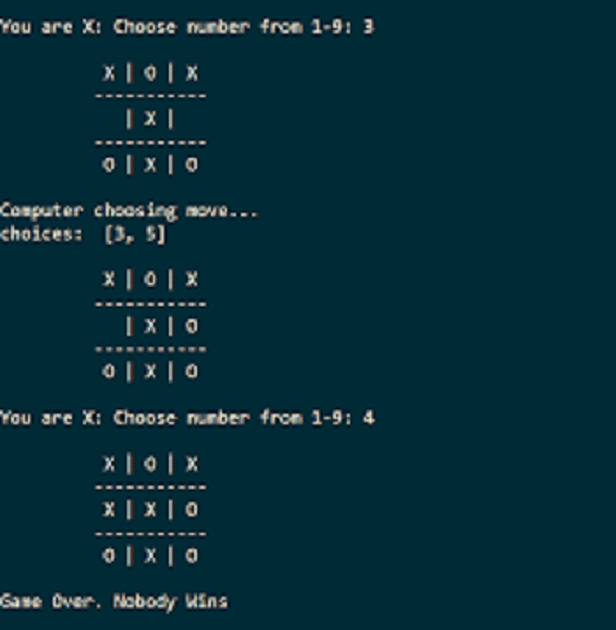 You are X: Choose number from 1-9: 3
X | O | X
-----------
  | X |
-----------
O | X | O
Computer choosing move...
choices:  [3, 5]
X | O | X
-----------
  | X | O
-----------
O | X | O
You are X: Choose number from 1-9: 4
X | O | X
-----------
X | X | O
-----------
O | X | O
Game Over. Nobody Wins